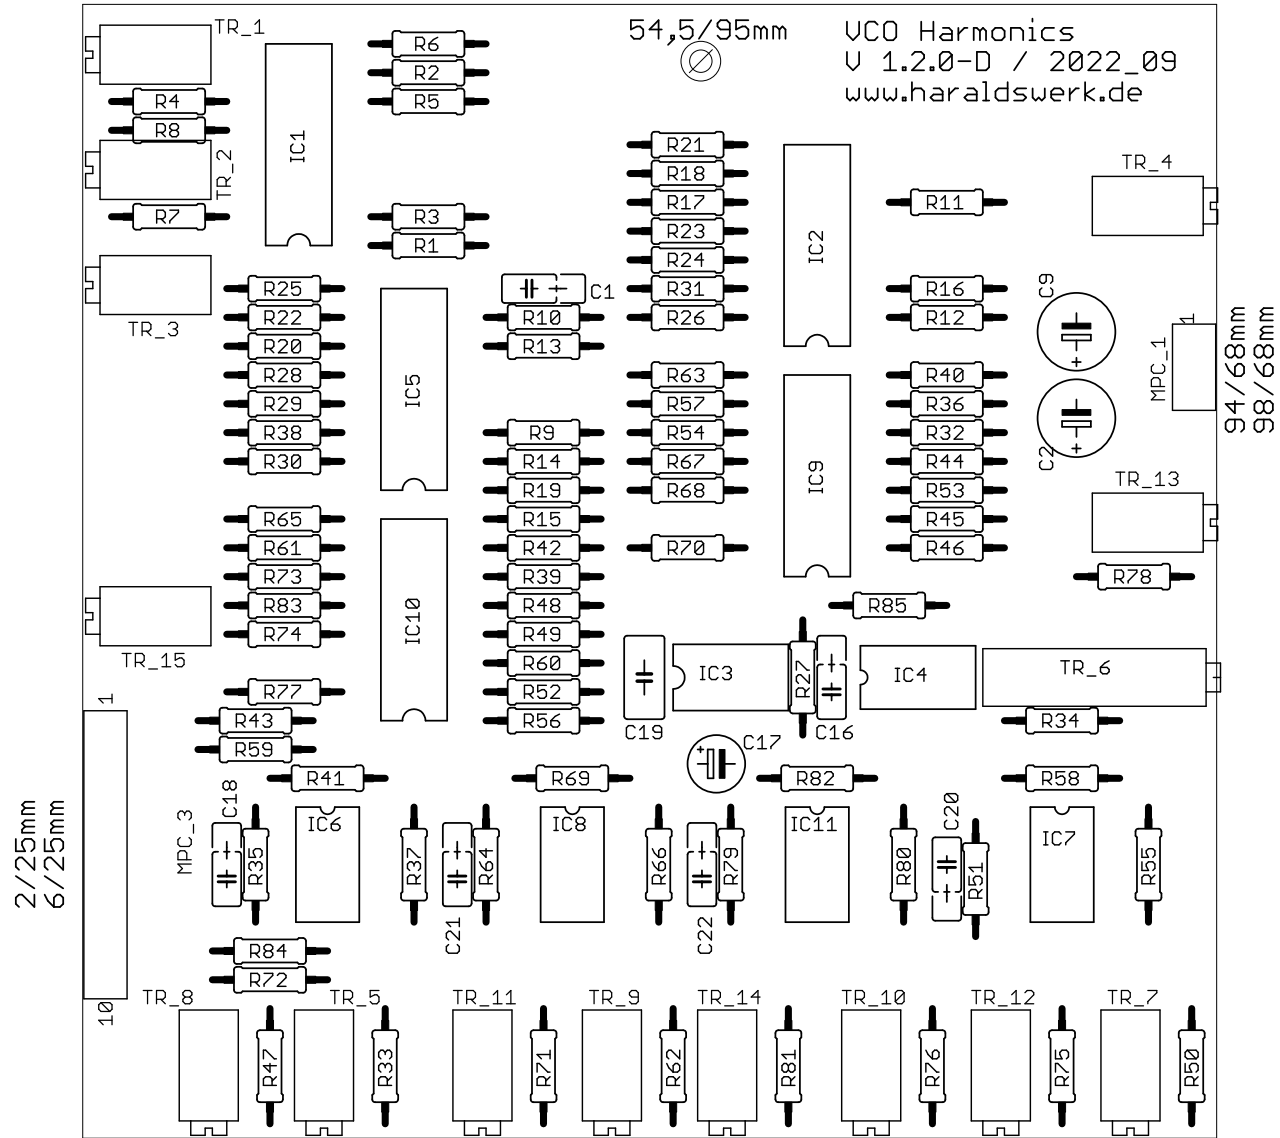 TR_1
R6
54,5/95mm
VCO Harmonics
V 1.2.0-D / 2022_09
www.haraldswerk.de
R2
R4
R5
R8
IC1
TR_2
R21
TR_4
R18
R7
R3
R17
R11
R1
R23
IC2
R24
TR_3
R25
C1
R31
R16
C9
R22
R10
R26
R12
1
R20
R13
MPC_1
94/68mm
98/68mm
R28
IC5
R63
R40
R29
R57
R36
R38
R9
R54
R32
C2
R30
R14
R67
IC9
R44
R19
R68
R53
TR_13
R65
R15
R45
R61
R42
R70
R46
R73
R39
R78
R83
IC10
R48
R85
R74
R49
TR_15
R60
IC3
R27
IC4
TR_6
1
R77
R52
R43
R56
C19
C16
R34
R59
C17
R41
R69
R82
R58
2/25mm
6/25mm
MPC_3
C18
IC6
IC8
IC11
C20
IC7
R35
R37
R64
R66
R79
R80
R51
R55
C21
C22
R84
R72
10
TR_8
TR_5
TR_11
TR_9
TR_14
TR_10
TR_12
TR_7
R47
R33
R71
R62
R81
R76
R75
R50